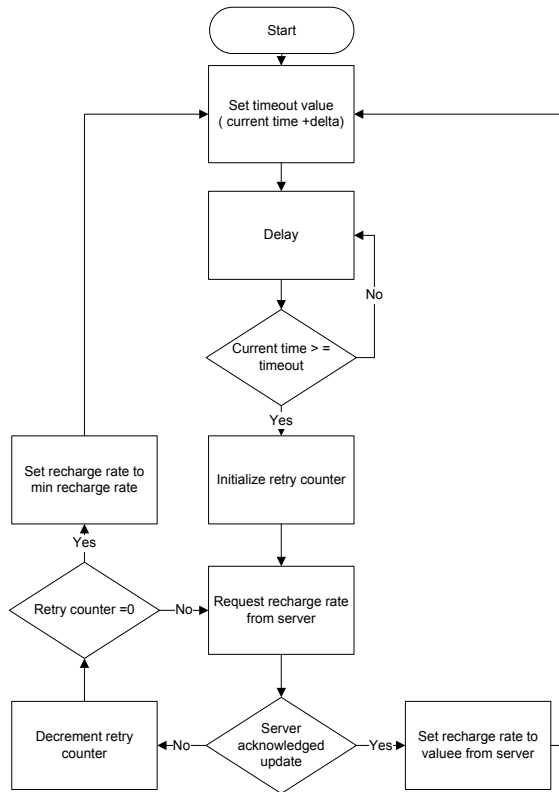 Start
Set timeout value
( current time +delta)
Delay
No
Current time > =
timeout
Yes
Set recharge rate to
min recharge rate
Initialize retry counter
Yes
Retry counter =0
No
Request recharge rate
from server
Decrement retry
counter
No
Server
acknowledged
update
Yes
Set recharge rate to
valuee from server